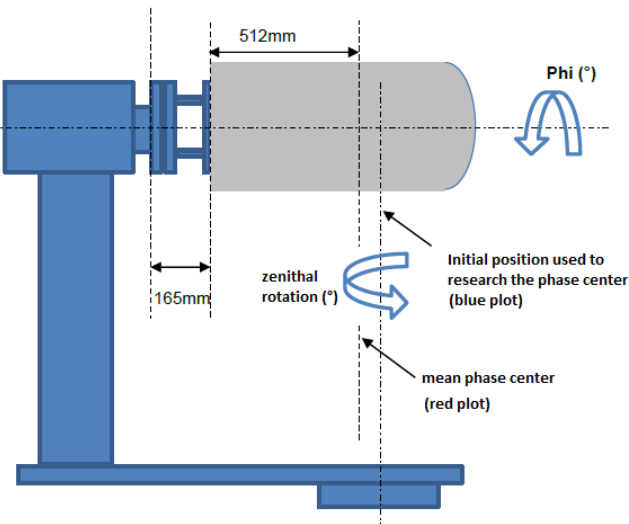 512mm
Phi (°)
Initial position used to
research the phase center
(blue plot)
zenithal
rotation (°)
165mm
mean phase center
(red plot)